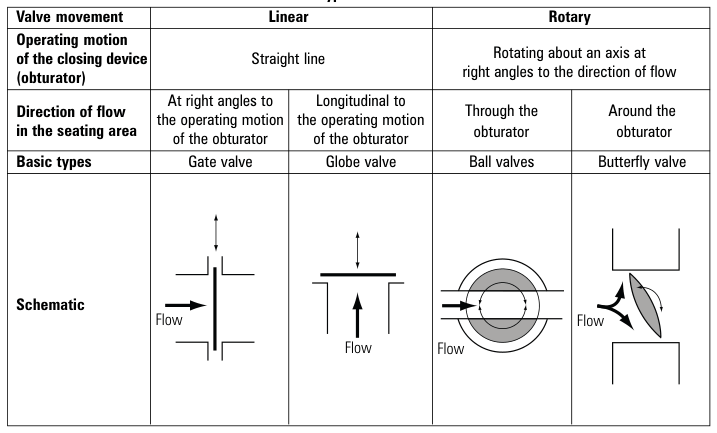 Valve movement
Linear
Rotary
Operating motion
of the closing device
(obturator)
Straight line
Rotating about an axis at
right angles to the direction of flow
Direction of flow
in the seating area
At right angles to
the operating motion
of the obturator
Longitudinal to
the operating motion
of the obturator
Through the
obturator
Around the
obturator
Basic types
Gate valve
Globe valve
Ball valves
Butterfly valve
Schematic
Flow
Flow
Flow
Flow